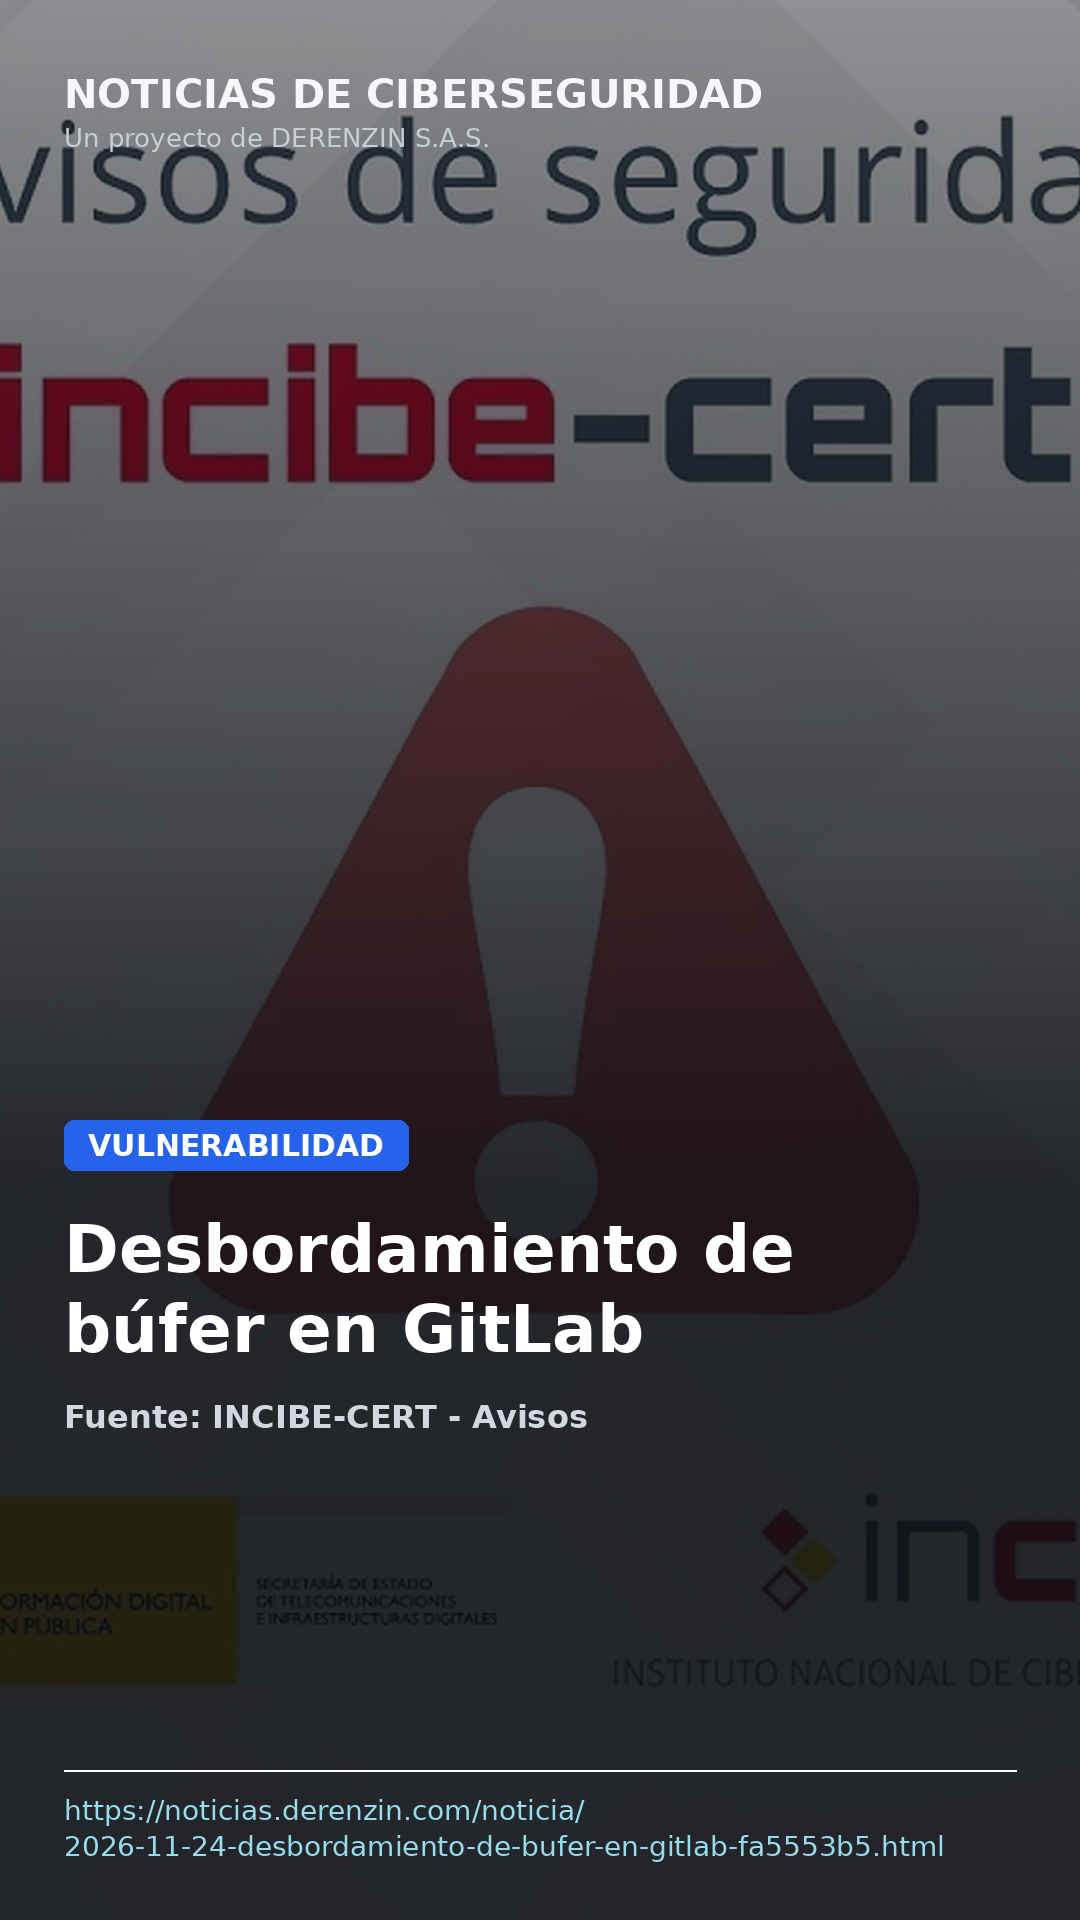 NOTICIAS DE CIBERSEGURIDAD
Un proyecto de DERENZIN S.A.S.
visos de segurida
incibe-cert
VULNERABILIDAD
Desbordamiento de
búfer en GitLab
Fuente: INCIBE-CERT - Avisos
ORMACIÓN DIGITAL
N PÚBLICA
SECRETARÍA DE ESTADO
DE TELECOMUNICACIONES
E INFRAESTRUCTURAS DIGITALES
inc
INSTITUTO NACIONAL DE CIB
https://noticias.derenzin.com/noticia/
2026-11-24-desbordamiento-de-bufer-en-gitlab-fa5553b5.html